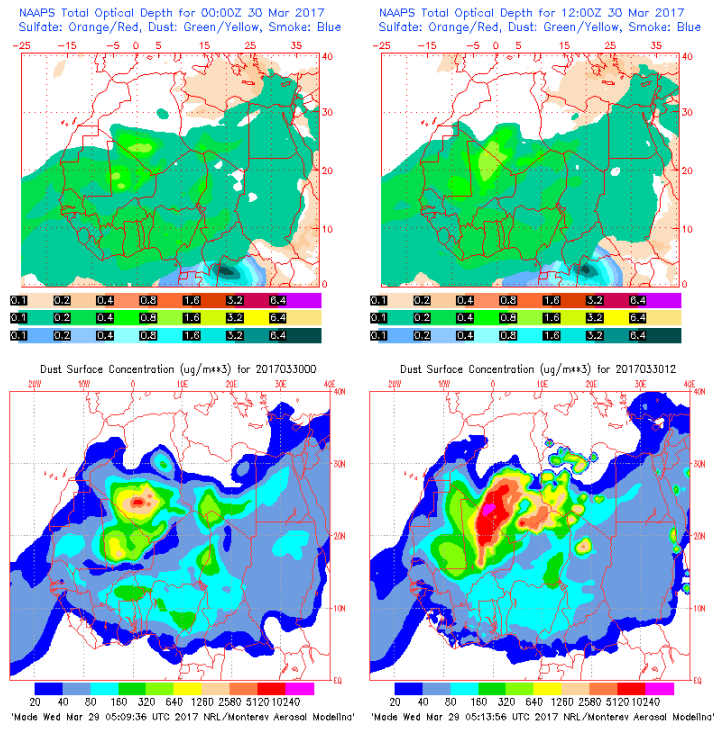 NAAPS Total Optical Depth for 00:00Z 30 Mar 2017
Sulfate: Orange/Red, Dust: Green/Yellow, Smoke: Blue
-25 -15 -5 0 5 15 25 35
40
30
20
10
0
0.1 0.2 0.4 0.8 1.6 3.2 6.4
0.1 0.2 0.4 0.8 1.6 3.2 6.4
0.1 0.2 0.4 0.8 1.6 3.2 6.4
NAAPS Total Optical Depth for 12:00Z 30 Mar 2017
Sulfate: Orange/Red, Dust: Green/Yellow, Smoke: Blue
-25 -15 -5 0 5 15 25 35
40
30
20
10
0
0.1 0.2 0.4 0.8 1.6 3.2 6.4
0.1 0.2 0.4 0.8 1.6 3.2 6.4
0.1 0.2 0.4 0.8 1.6 3.2 6.4
Dust Surface Concentration (ug/m**3) for 2017033000
20W 10W 0 10E 20E 30E 40E
40N
30N
20N
10N
EQ
20 40 80 160 320 640 1280 2560 5120 10240
'Made Wed Mar 29 05:09:36 UTC 2017 NRL/Monterey Aerosol Modeling'
Dust Surface Concentration (ug/m**3) for 2017033012
20W 10W 0 10E 20E 30E 40E
40N
30N
20N
10N
EQ
20 40 80 160 320 640 1280 2560 5120 10240
'Made Wed Mar 29 05:13:56 UTC 2017 NRL/Monterey Aerosol Modeling'